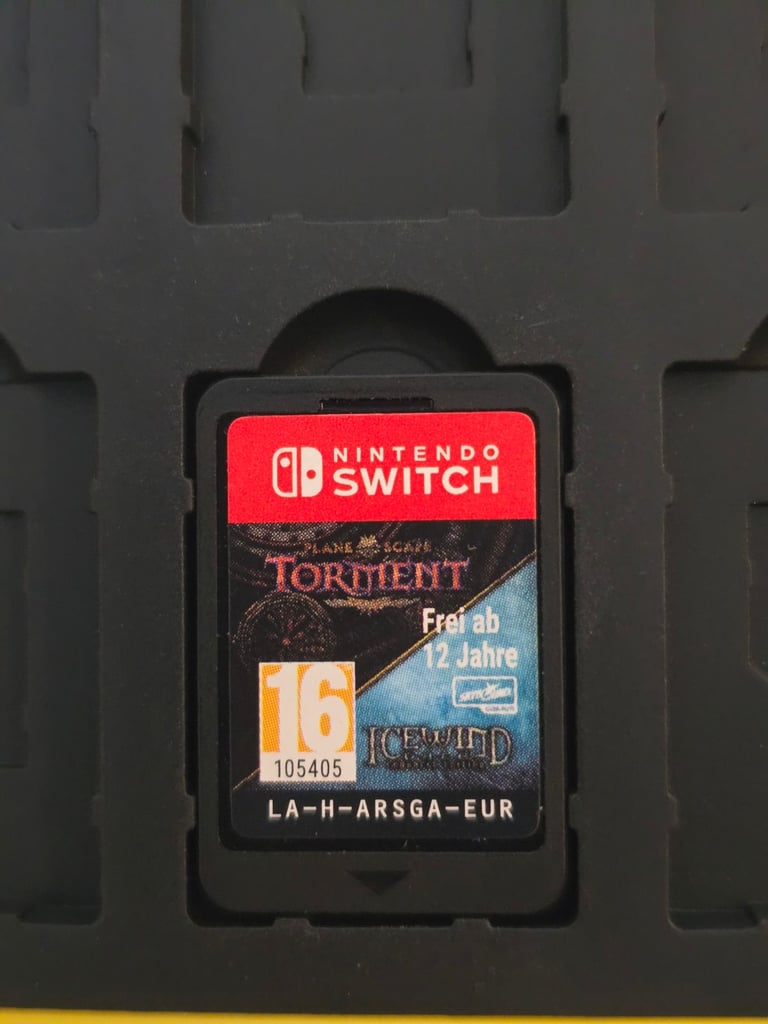 NINTENDO
SWITCH
PLANESCAPE
TORMENT
Frei ab
12 Jahre
16
105405
ICEWIND
LA-H-ARSGA-EUR